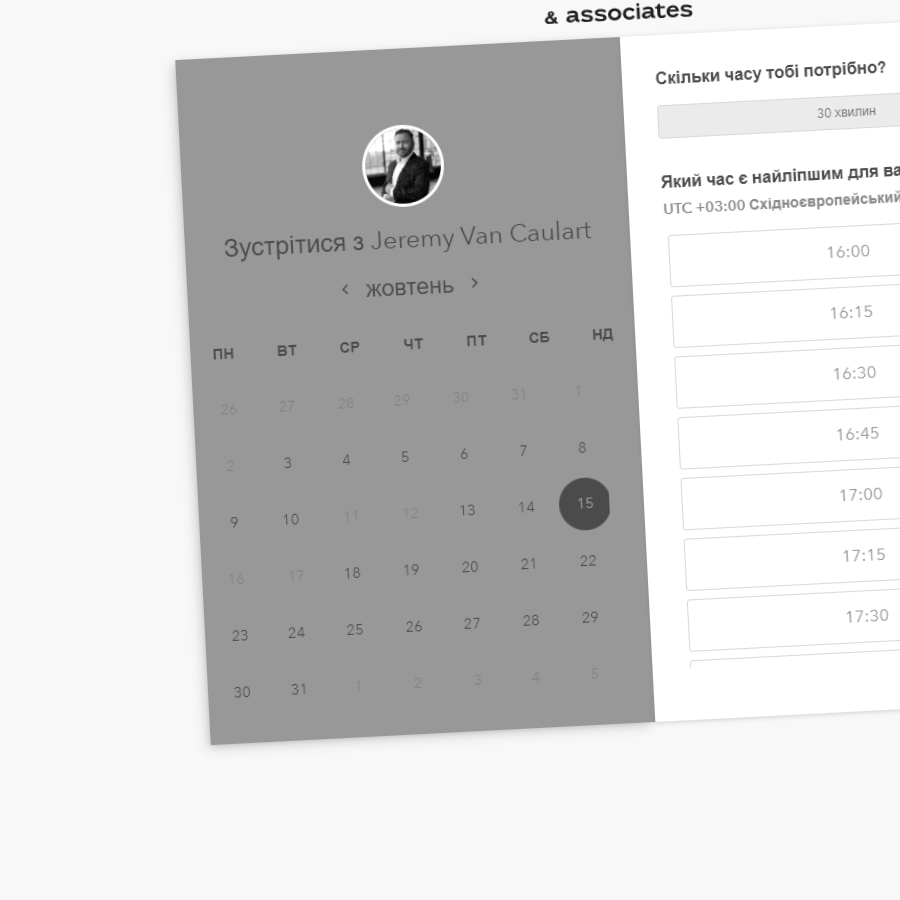 & associates
Зустрітися з Jeremy Van Caulart
‹ жовтень ›
ПН ВТ СР ЧТ ПТ СБ НД
26 27 28 29 30 31 1
2 3 4 5 6 7 8
9 10 11 12 13 14 15
16 17 18 19 20 21 22
23 24 25 26 27 28 29
30 31 1 2 3 4 5
Скільки часу тобі потрібно?
30 хвилин
Який час є найліпшим для
UTC +03:00 Східноєвропейський
16:00
16:15
16:30
16:45
17:00
17:15
17:30